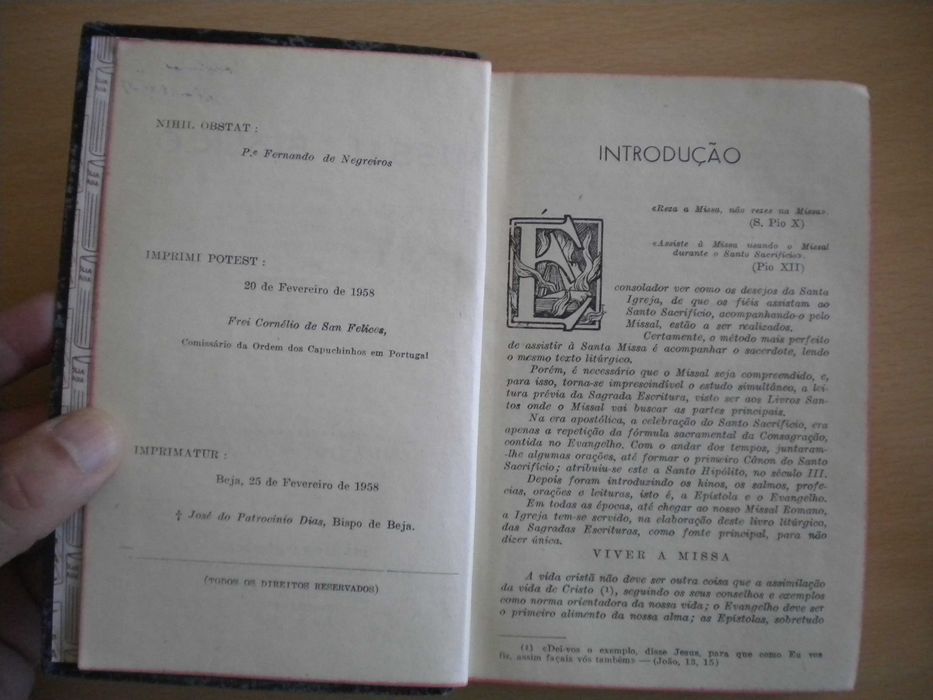 NIHIL OBSTAT :
P.e Fernando de Negreiros
IMPRIMI POTEST :
20 de Fevereiro de 1958
Frei Cornélio de San Felices,
Comissário da Ordem dos Capuchinhos em Portugal
IMPRIMATUR :
Beja, 25 de Fevereiro de 1958
† José do Patrocínio Dias, Bispo de Beja.
(TODOS OS DIREITOS RESERVADOS)
INTRODUÇÃO
«Reza a Missa, não rezes na Missa».
(S. Pio X)
«Assiste à Missa usando o Missal
durante o Santo Sacrifício».
(Pio XII)
É consolador ver como os desejos da Santa
Igreja, de que os fiéis assistam ao
Santo Sacrifício, acompanhando-o pelo
Missal, estão a ser realizados.
Certamente, o método mais perfeito
de assistir à Santa Missa é acompanhar o sacerdote, lendo
o mesmo texto litúrgico.
Porém, é necessário que o Missal seja compreendido, e,
para isso, torna-se imprescindível o estudo simultâneo, a lei-
tura prévia da Sagrada Escritura, visto ser aos Livros San-
tos onde o Missal vai buscar as partes principais.
Na era apostólica, a celebração do Santo Sacrifício, era
apenas a repetição da fórmula sacramental da Consagração,
contida no Evangelho. Com o andar dos tempos, juntaram-
-lhe algumas orações, até formar o primeiro Cânon do Santo
Sacrifício; atribuiu-se este a Santo Hipólito, no século III.
Depois foram introduzindo os hinos, os salmos, profe-
cias, orações e leituras, isto é, a Epístola e o Evangelho.
Em todas as épocas, até chegar ao nosso Missal Romano,
a Igreja tem-se servido, na elaboração deste livro litúrgico,
das Sagradas Escrituras, como fonte principal, para não
dizer única.
VIVER A MISSA
A vida cristã não deve ser outra coisa que a assimilação
da vida de Cristo (1), seguindo os seus conselhos e exemplos
como norma orientadora da nossa vida; o Evangelho deve ser
o primeiro alimento da nossa alma; as Epístolas, sobretudo
(1) «Dei-vos o exemplo, disse Jesus, para que como Eu vos
fiz, assim façais vós também» — (João, 13, 15)